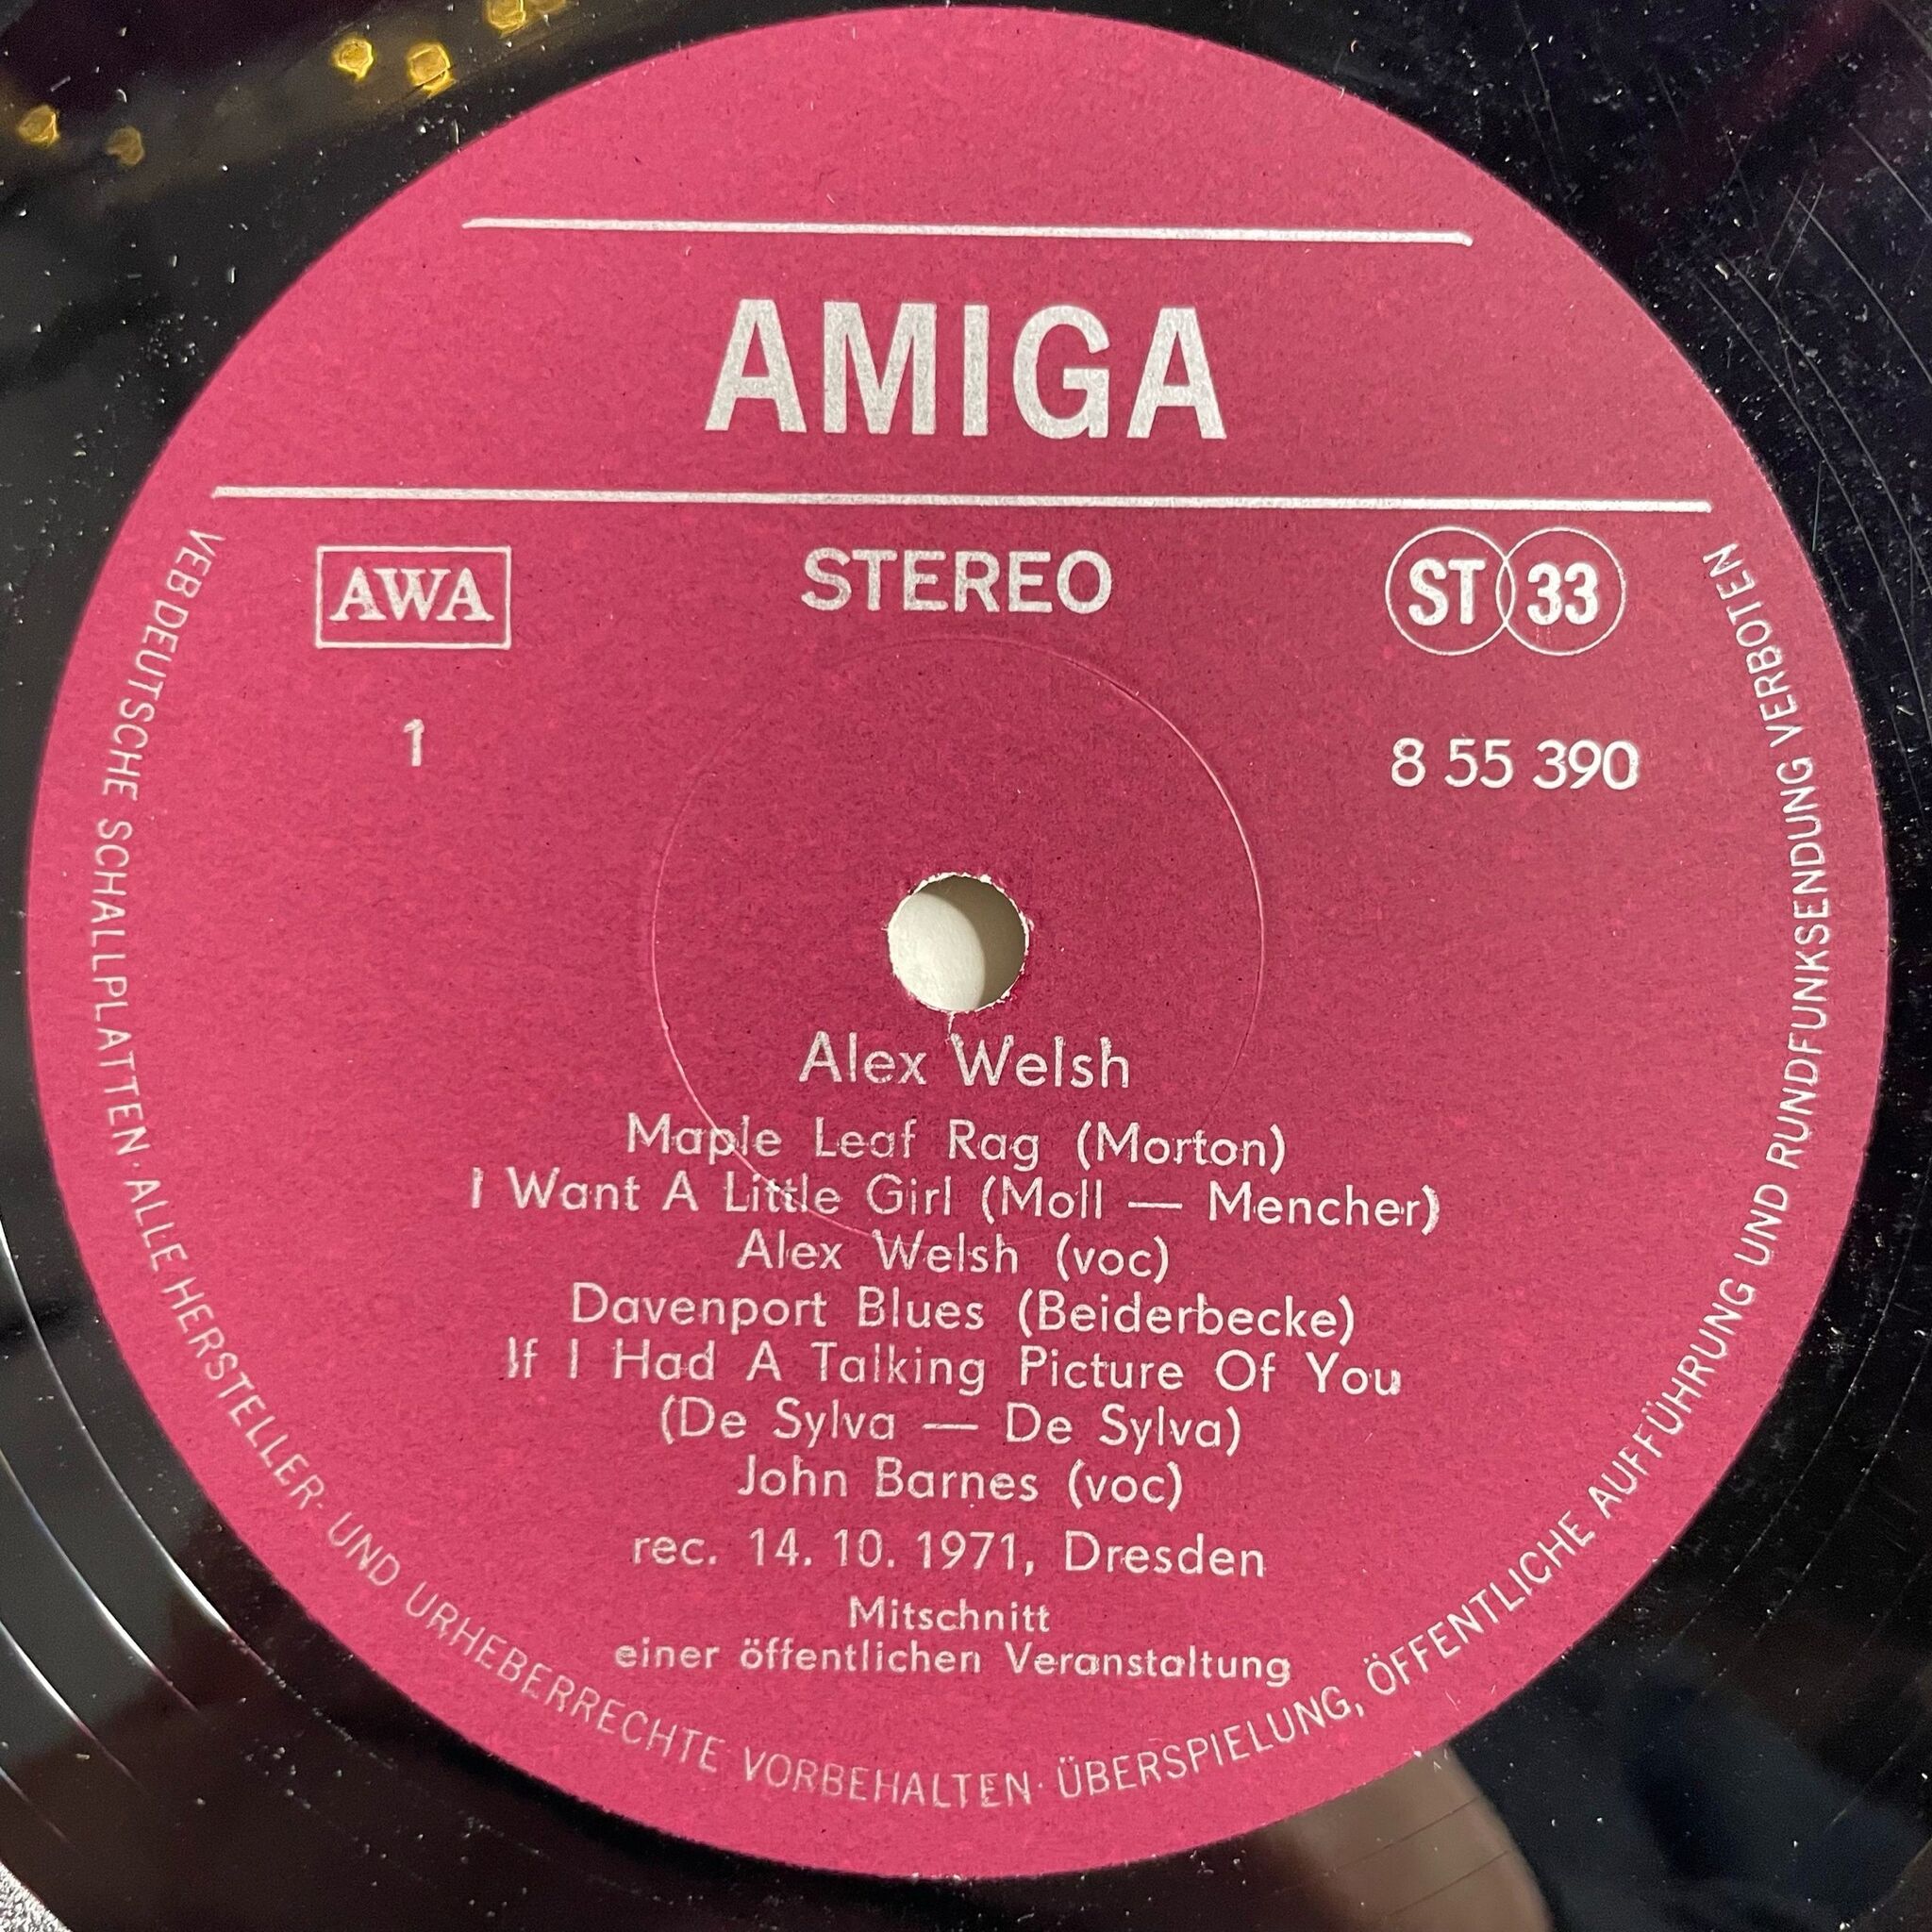 AMIGA
AWA
STEREO
ST 33
1
8 55 390
Alex Welsh
Maple Leaf Rag (Morton)
I Want A Little Girl (Moll — Mencher)
Alex Welsh (voc)
Davenport Blues (Beiderbecke)
If I Had A Talking Picture Of You
(De Sylva — De Sylva)
John Barnes (voc)
rec. 14. 10. 1971, Dresden
Mitschnitt
einer öffentlichen Veranstaltung
VEB DEUTSCHE SCHALLPLATTEN · ALLE HERSTELLER- UND URHEBERRECHTE VORBEHALTEN · ÜBERSPIELUNG, ÖFFENTLICHE AUFFÜHRUNG UND RUNDFUNKSENDUNG VERBOTEN